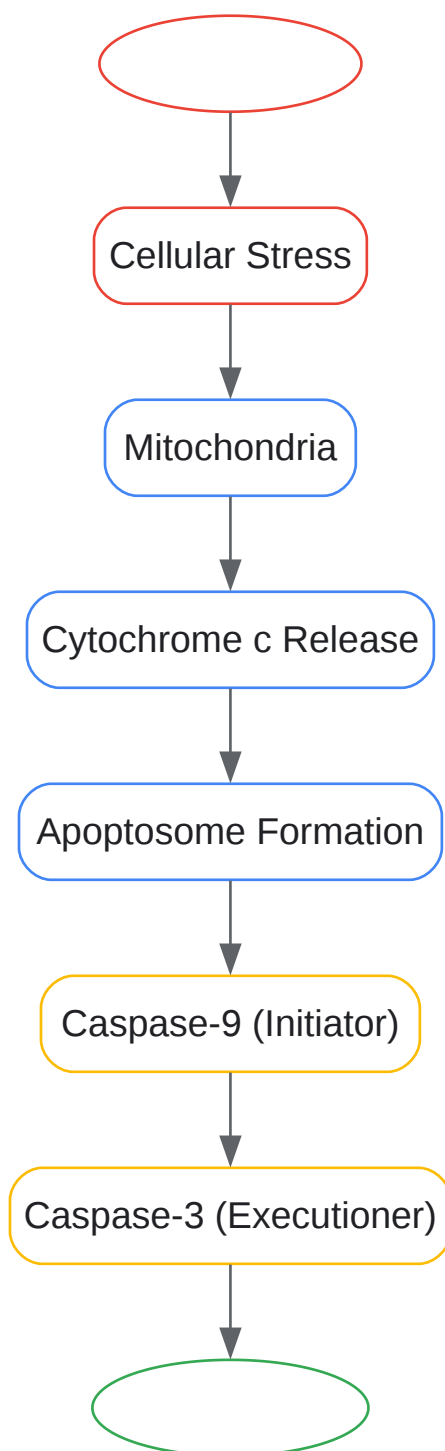 Cellular Stress
Mitochondria
Cytochrome c Release
Apoptosome Formation
Caspase-9 (Initiator)
Caspase-3 (Executioner)